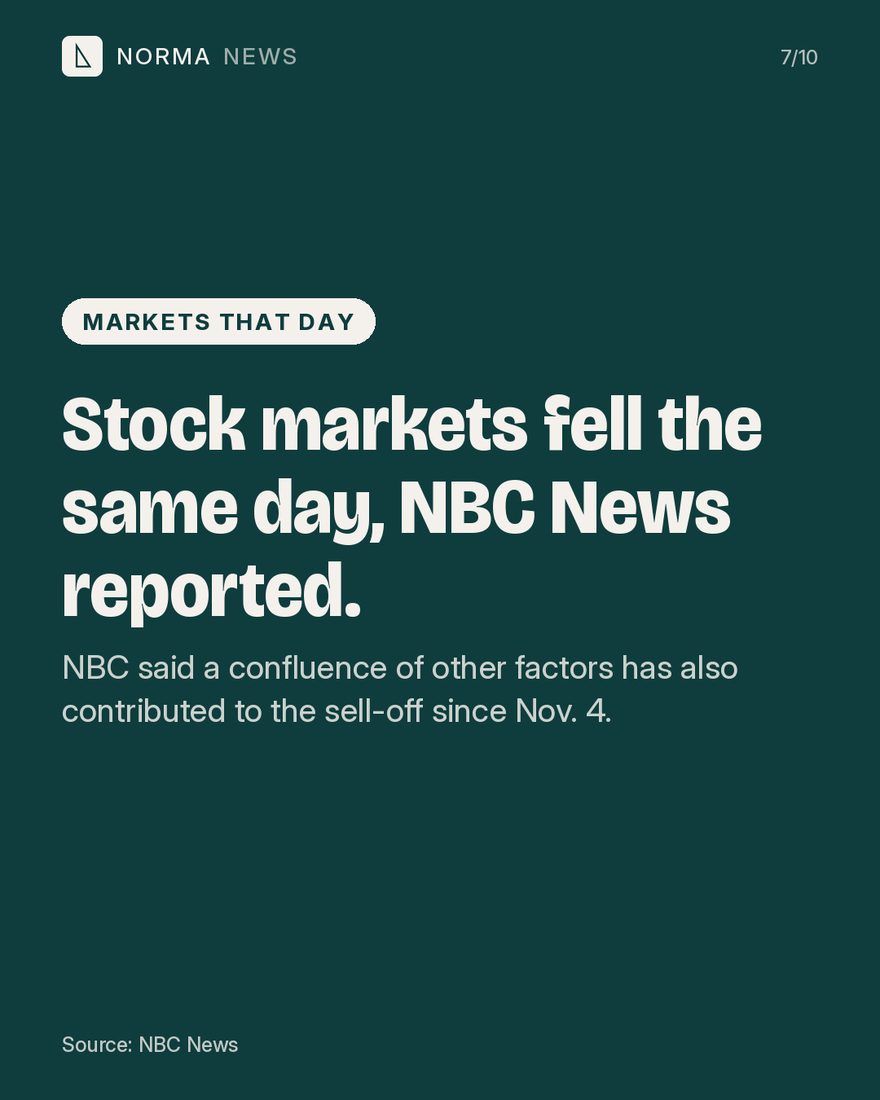 NORMA NEWS
7/10
MARKETS THAT DAY
Stock markets fell the
same day, NBC News
reported.
NBC said a confluence of other factors has also
contributed to the sell-off since Nov. 4.
Source: NBC News